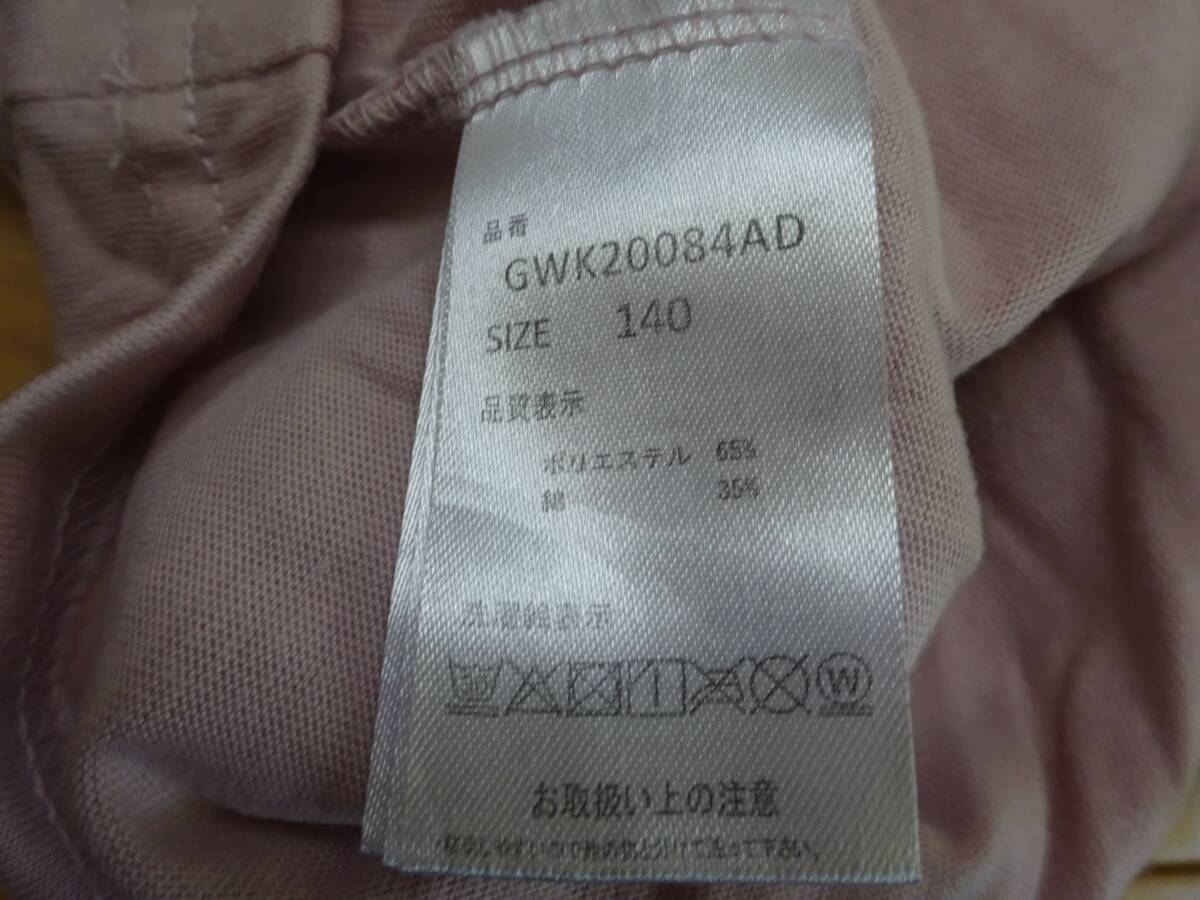 品番
GWK20084AD
SIZE 140
品質表示
ポリエステル 65%
綿 35%
洗濯絵表示
W
お取扱い上の注意